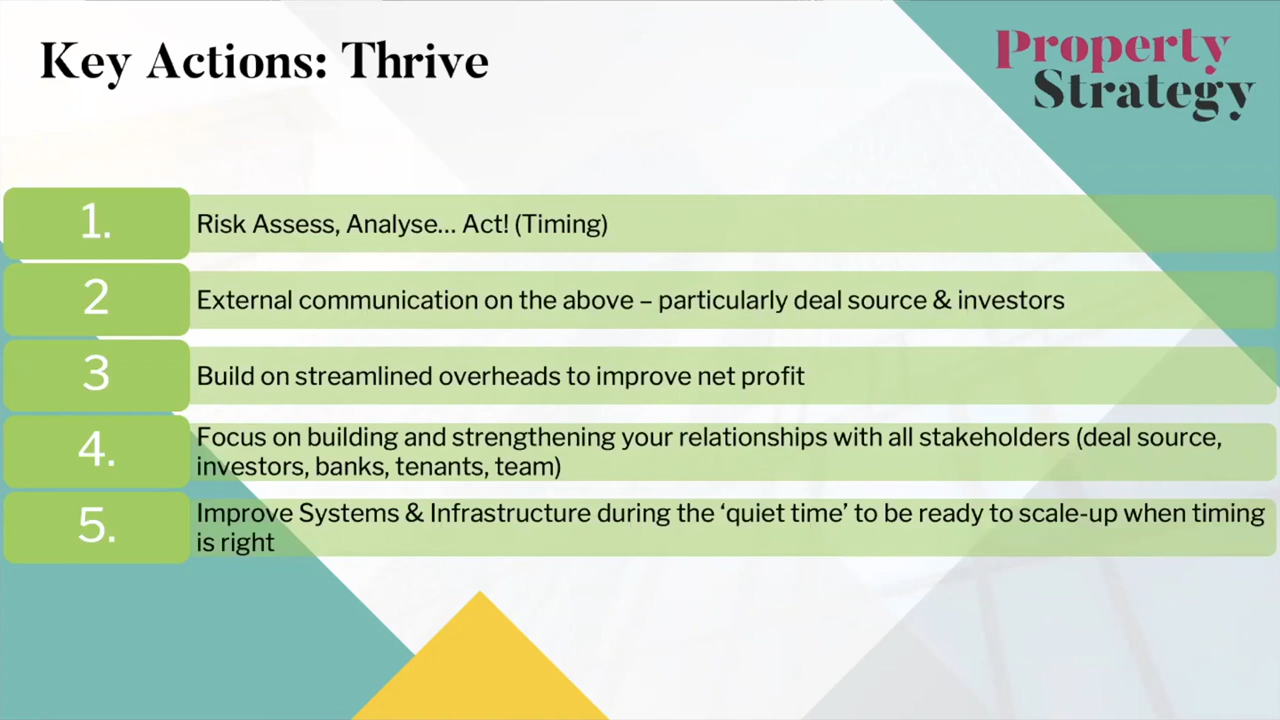 Key Actions: Thrive
Property
Strategy
1.
Risk Assess, Analyse... Act! (Timing)
2
External communication on the above – particularly deal source & investors
3
Build on streamlined overheads to improve net profit
4.
Focus on building and strengthening your relationships with all stakeholders (deal source,
investors, banks, tenants, team)
5.
Improve Systems & Infrastructure during the ‘quiet time’ to be ready to scale-up when timing
is right